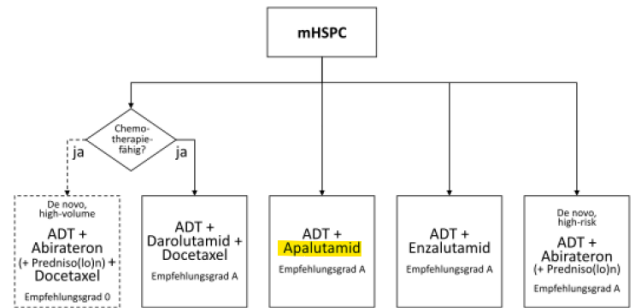 mHSPC
Chemo-
therapie-
fähig?
ja
ja
De novo,
high-volume
ADT +
Abirateron
(+ Predniso(lo)n) +
Docetaxel
Empfehlungsgrad 0
ADT +
Darolutamid +
Docetaxel
Empfehlungsgrad A
ADT +
Apalutamid
Empfehlungsgrad A
ADT +
Enzalutamid
Empfehlungsgrad A
De novo,
high-risk
ADT +
Abirateron
(+ Predniso(lo)n)
Empfehlungsgrad A